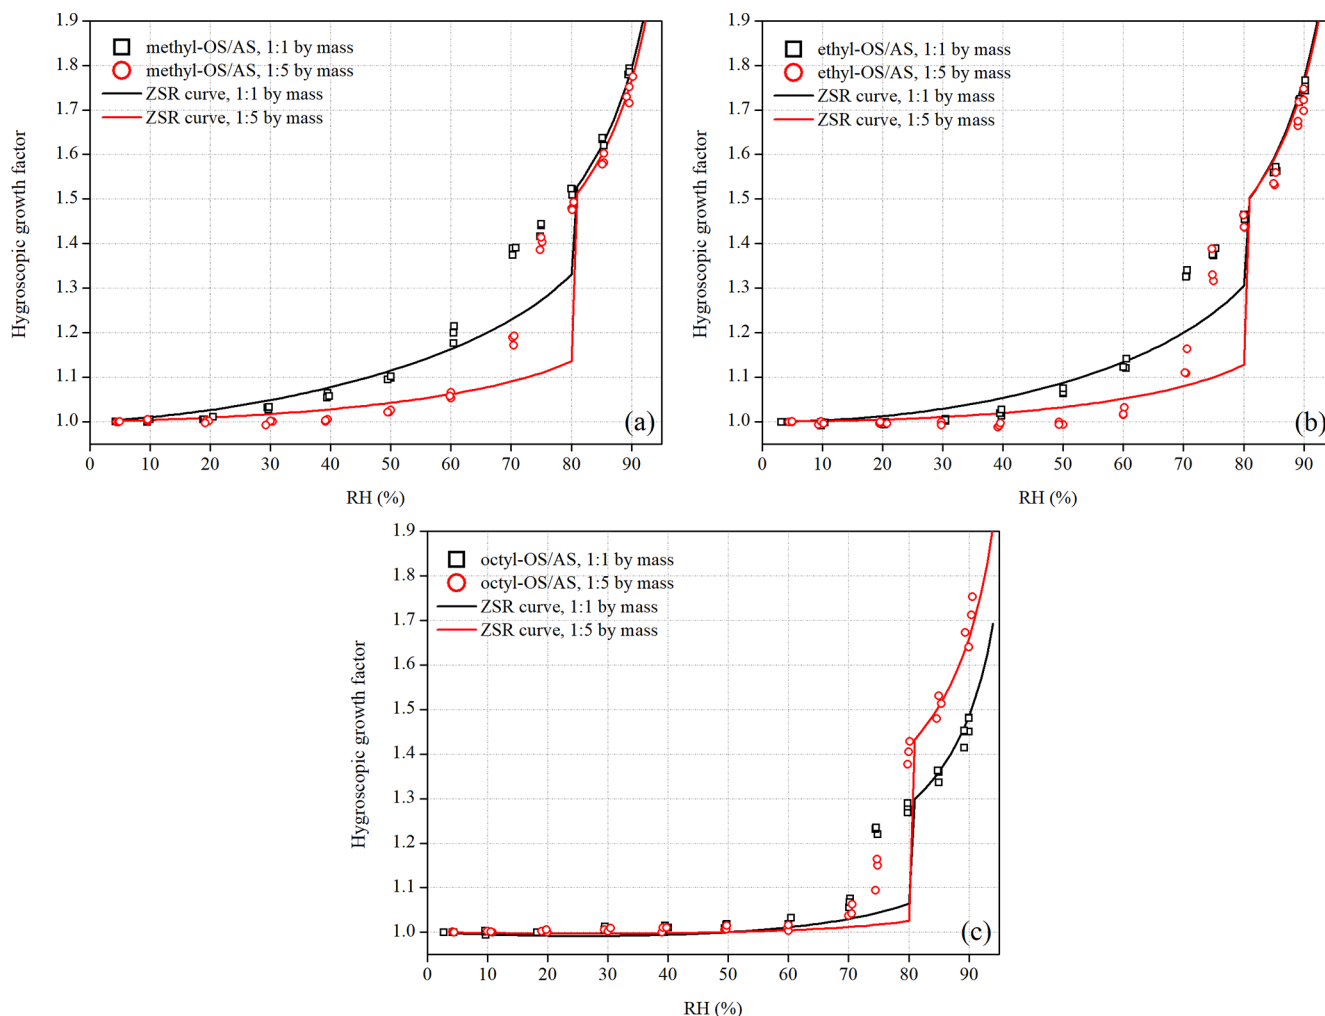 1.9
1.8
1.7
1.6
1.5
1.4
1.3
1.2
1.1
1.0
Hygroscopic growth factor
methyl-OS/AS, 1:1 by mass
methyl-OS/AS, 1:5 by mass
ZSR curve, 1:1 by mass
ZSR curve, 1:5 by mass
(a)
0 10 20 30 40 50 60 70 80 90
RH (%)
1.9
1.8
1.7
1.6
1.5
1.4
1.3
1.2
1.1
1.0
Hygroscopic growth factor
ethyl-OS/AS, 1:1 by mass
ethyl-OS/AS, 1:5 by mass
ZSR curve, 1:1 by mass
ZSR curve, 1:5 by mass
(b)
0 10 20 30 40 50 60 70 80 90
RH (%)
1.9
1.8
1.7
1.6
1.5
1.4
1.3
1.2
1.1
1.0
Hygroscopic growth factor
octyl-OS/AS, 1:1 by mass
octyl-OS/AS, 1:5 by mass
ZSR curve, 1:1 by mass
ZSR curve, 1:5 by mass
(c)
0 10 20 30 40 50 60 70 80 90
RH (%)